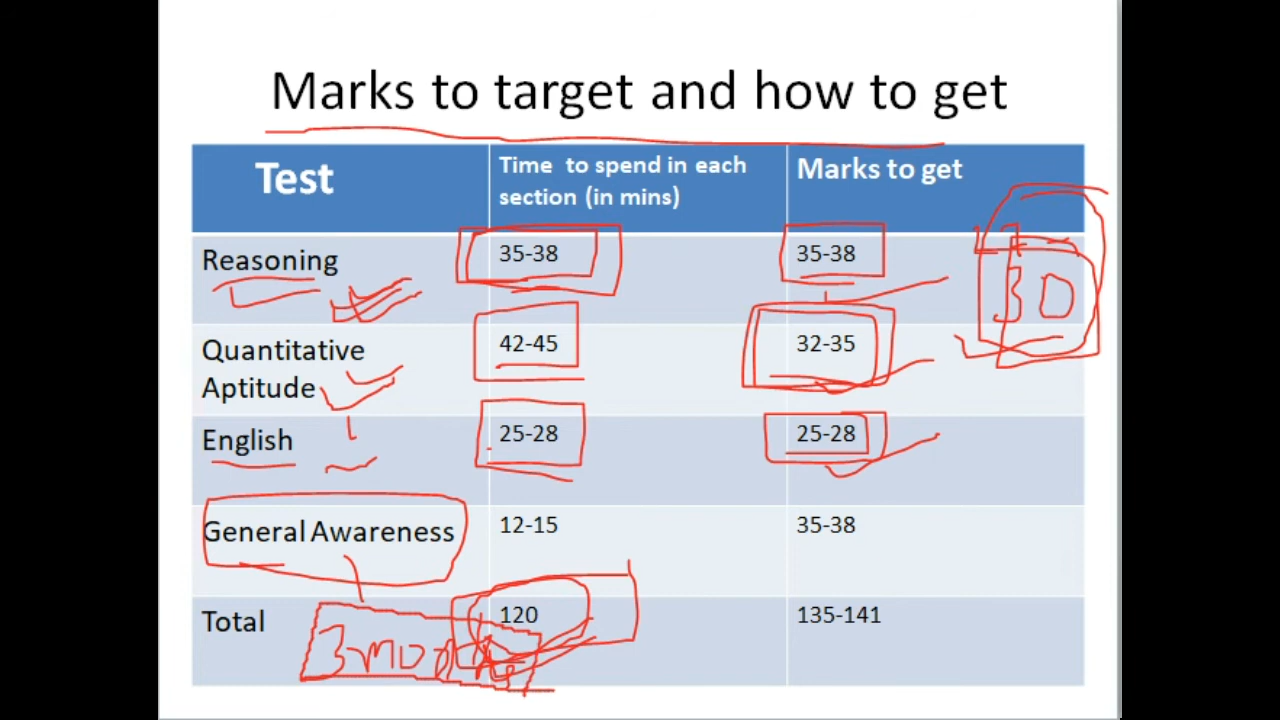 Marks to target and how to get
Test
Time to spend in each
section (in mins)
Marks to get
Reasoning
35-38
35-38
30
Quantitative
Aptitude
42-45
32-35
English
25-28
25-28
General Awareness
12-15
35-38
Total
120
135-141